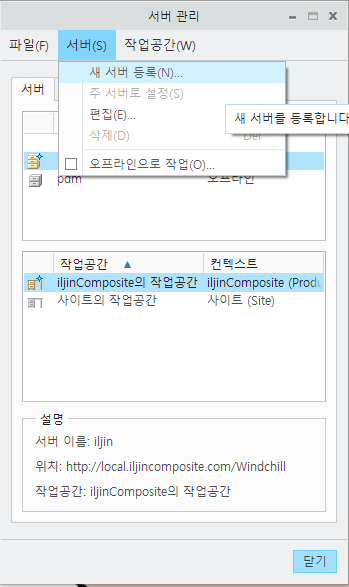 서버 관리
파일(F) 서버(S) 작업공간(W)
새 서버 등록(N)...
서버
주 서버로 설정(S)
편집(E)...
새 서버를 등록합니다
삭제(D) Del
오프라인으로 작업(O)...
pdm 오프라인
작업공간 컨텍스트
iljinComposite의 작업공간 iljinComposite (Produ
사이트의 작업공간 사이트 (Site)
설명
서버 이름: iljin
위치: http://local.iljincomposite.com/Windchill
작업공간: iljinComposite의 작업공간
닫기